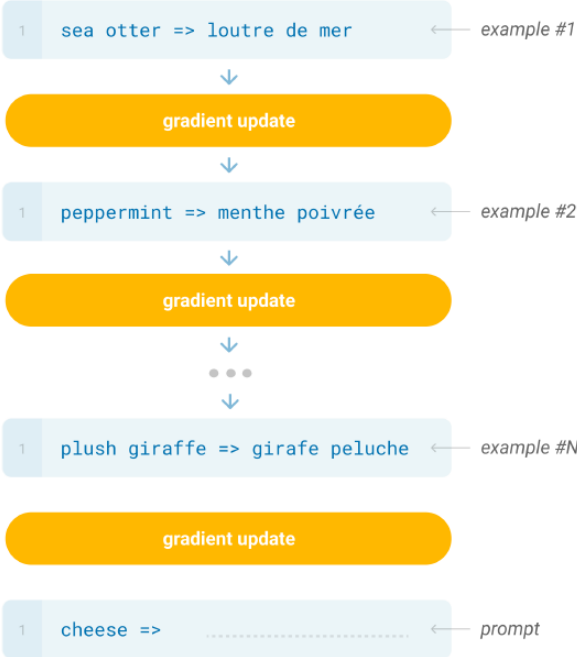 1 sea otter => loutre de mer example #1
gradient update
1 peppermint => menthe poivrée example #2
gradient update
1 plush giraffe => girafe peluche example #N
gradient update
1 cheese => prompt